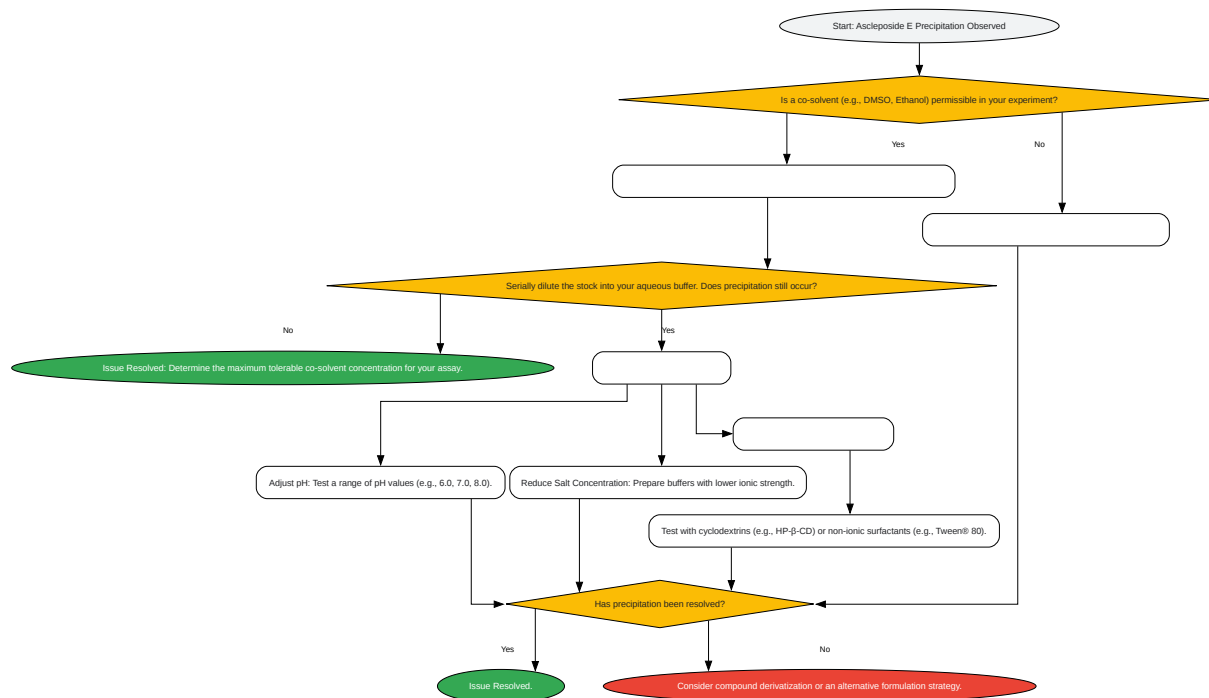 Start: Ascleposide E Precipitation Observed
Is a co-solvent (e.g., DMSO, Ethanol) permissible in your experiment?
Yes
No
Serially dilute the stock into your aqueous buffer. Does precipitation still occur?
No
Yes
Issue Resolved: Determine the maximum tolerable co-solvent concentration for your assay.
Adjust pH: Test a range of pH values (e.g., 6.0, 7.0, 8.0).
Reduce Salt Concentration: Prepare buffers with lower ionic strength.
Test with cyclodextrins (e.g., HP-β-CD) or non-ionic surfactants (e.g., Tween® 80).
Has precipitation been resolved?
Yes
No
Issue Resolved.
Consider compound derivatization or an alternative formulation strategy.